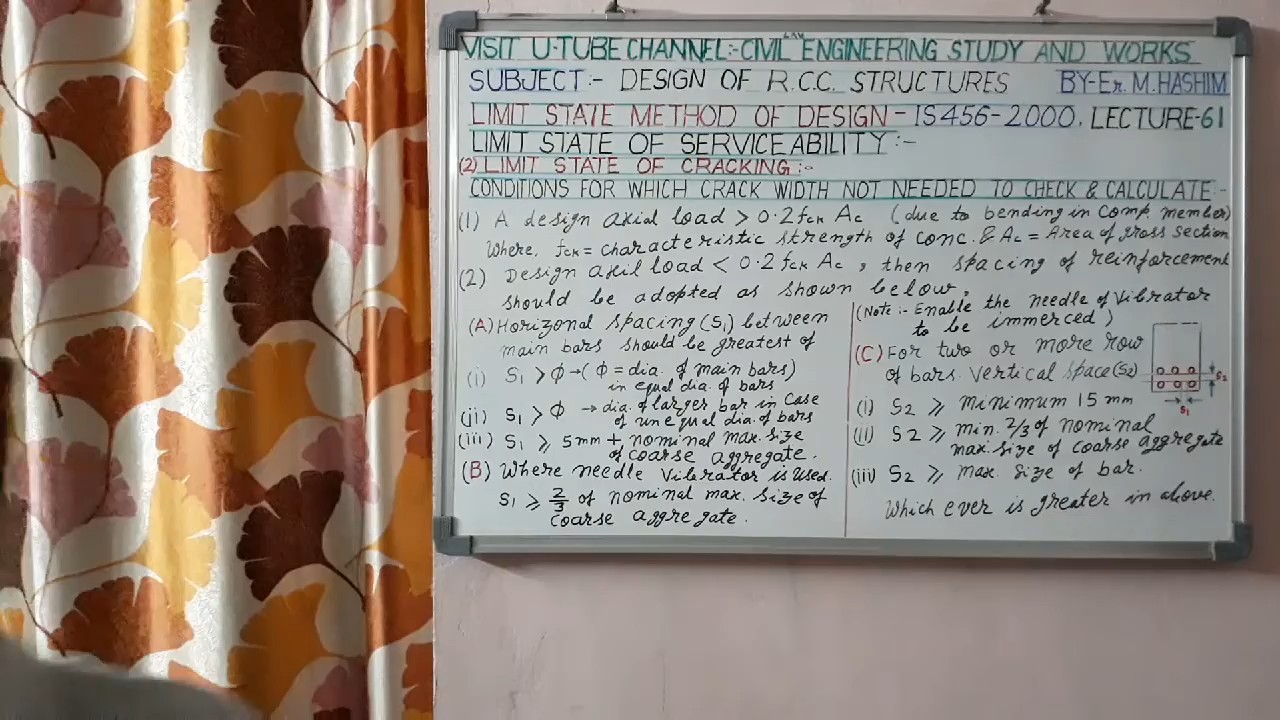 VISIT U-TUBE CHANNEL:-CIVIL ENGINEERING STUDY AND WORKS
SUBJECT:- DESIGN OF R.C.C. STRUCTURES BY-Er. M.HASHIM
LIMIT STATE METHOD OF DESIGN-IS456-2000. LECTURE-61
LIMIT STATE OF SERVICEABILITY:-
(2) LIMIT STATE OF CRACKING:-
CONDITIONS FOR WHICH CRACK WIDTH NOT NEEDED TO CHECK & CALCULATE:-
(1) A design axial load > 0.2 fck Ac (due to bending in comp. member)
Where, fck = characteristic strength of conc. & Ac = Area of gross section
(2) Design axil load < 0.2 fck Ac, then spacing of reinforcement
should be adopted as shown below,
(A) Horizonal spacing (S1) between
main bars should be greatest of
(i) S1 > φ → (φ = dia. of main bars)
in equal dia. of bars
(ii) S1 > φ → dia. of larger bar in case
of unequal dia. of bars
(iii) S1 ⩾ 5mm + nominal max. size
of coarse aggregate.
(B) Where needle vibrator is used.
S1 ⩾ 2/3 of nominal max. size of
coarse aggregate.
(Note:- Enable the needle of vibrator
to be immerced)
(C) For two or more row
of bars. vertical space (S2)
S2
S1
(i) S2 ⩾ minimum 15 mm
(ii) S2 ⩾ min. 2/3 of nominal
max. size of coarse aggregate
(iii) S2 ⩾ max. size of bar.
Which ever is greater in above.